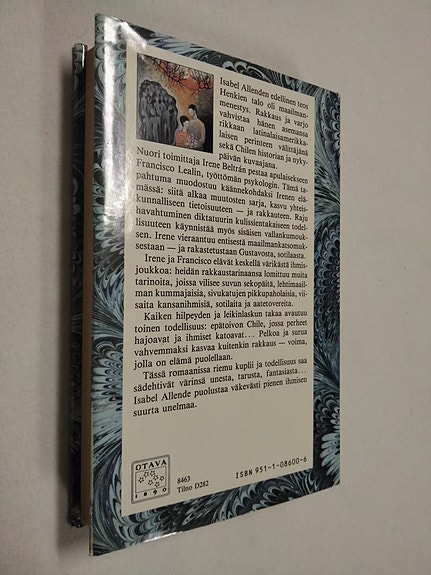 Isabel Allenden edellinen teos
Henkien talo oli maailman-
menestys. Rakkaus ja varjo
vahvistaa hänen asemansa
rikkaan latinalaisamerikka-
laisen perinteen välittäjänä
sekä Chilen historian ja nyky-
päivän kuvaajana.
Nuori toimittaja Irene Beltrán pestaa apulaisekseen
Francisco Lealin, työttömän psykologin. Tämä ta-
pahtuma muodostuu käännekohdaksi Irenen elä-
mässä: siitä alkaa muutosten sarja, kasvu yhteis-
kunnalliseen tietoisuuteen — ja rakkauteen. Raju
havahtuminen diktatuurin kulissientakaiseen todel-
lisuuteen käynnistää myös sisäisen vallankumouk-
sen. Irene vieraantuu entisestä maailmankatsomuk-
sestaan — ja rakastetustaan Gustavosta, sotilaasta.
Irene ja Francisco elävät keskellä värikästä ihmis-
joukkoa: heidän rakkaustarinaansa lomittuu muita
tarinoita, joissa vilisee suvun sekopäitä, lehtimaail-
man kummajaisia, sivukatujen pikkupaholaisia, vii-
saita kansanihmisiä, sotilaita ja aatetovereita.
Kaiken hilpeyden ja leikinlaskun takaa avautuu
toinen todellisuus: epätoivon Chile, jossa perheet
hajoavat ja ihmiset katoavat... Pelkoa ja surua
vahvemmaksi kasvaa kuitenkin rakkaus — voima,
jolla on elämä puolellaan.
Tässä romaanissa riemu kuplii ja todellisuus saa
sädehtivät värinsä unesta, tarusta, fantasiasta...
Isabel Allende puolustaa väkevästi pienen ihmisen
suurta unelmaa.
OTAVA
1890
8463
Tilno D282
ISBN 951-1-08600-6